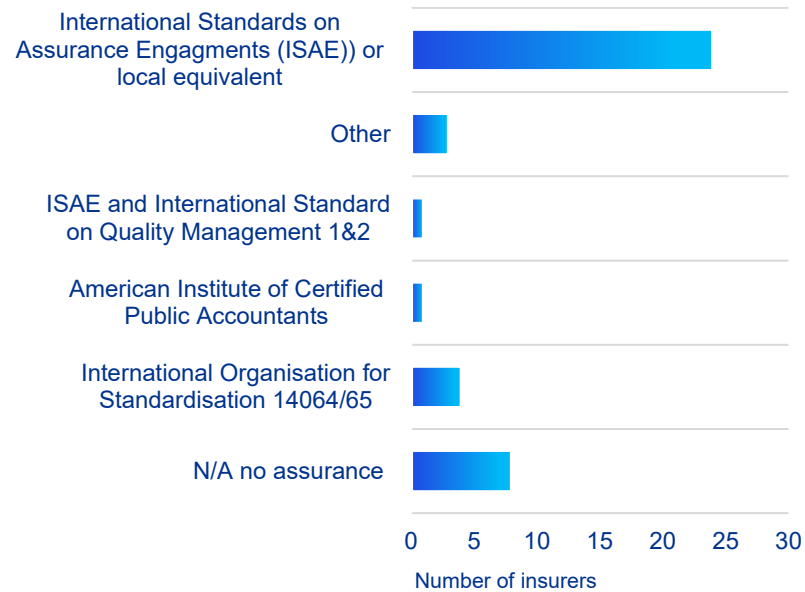 International Standards on
Assurance Engagments (ISAE)) or
local equivalent
Other
ISAE and International Standard
on Quality Management 1&2
American Institute of Certified
Public Accountants
International Organisation for
Standardisation 14064/65
N/A no assurance
0 5 10 15 20 25 30
Number of insurers